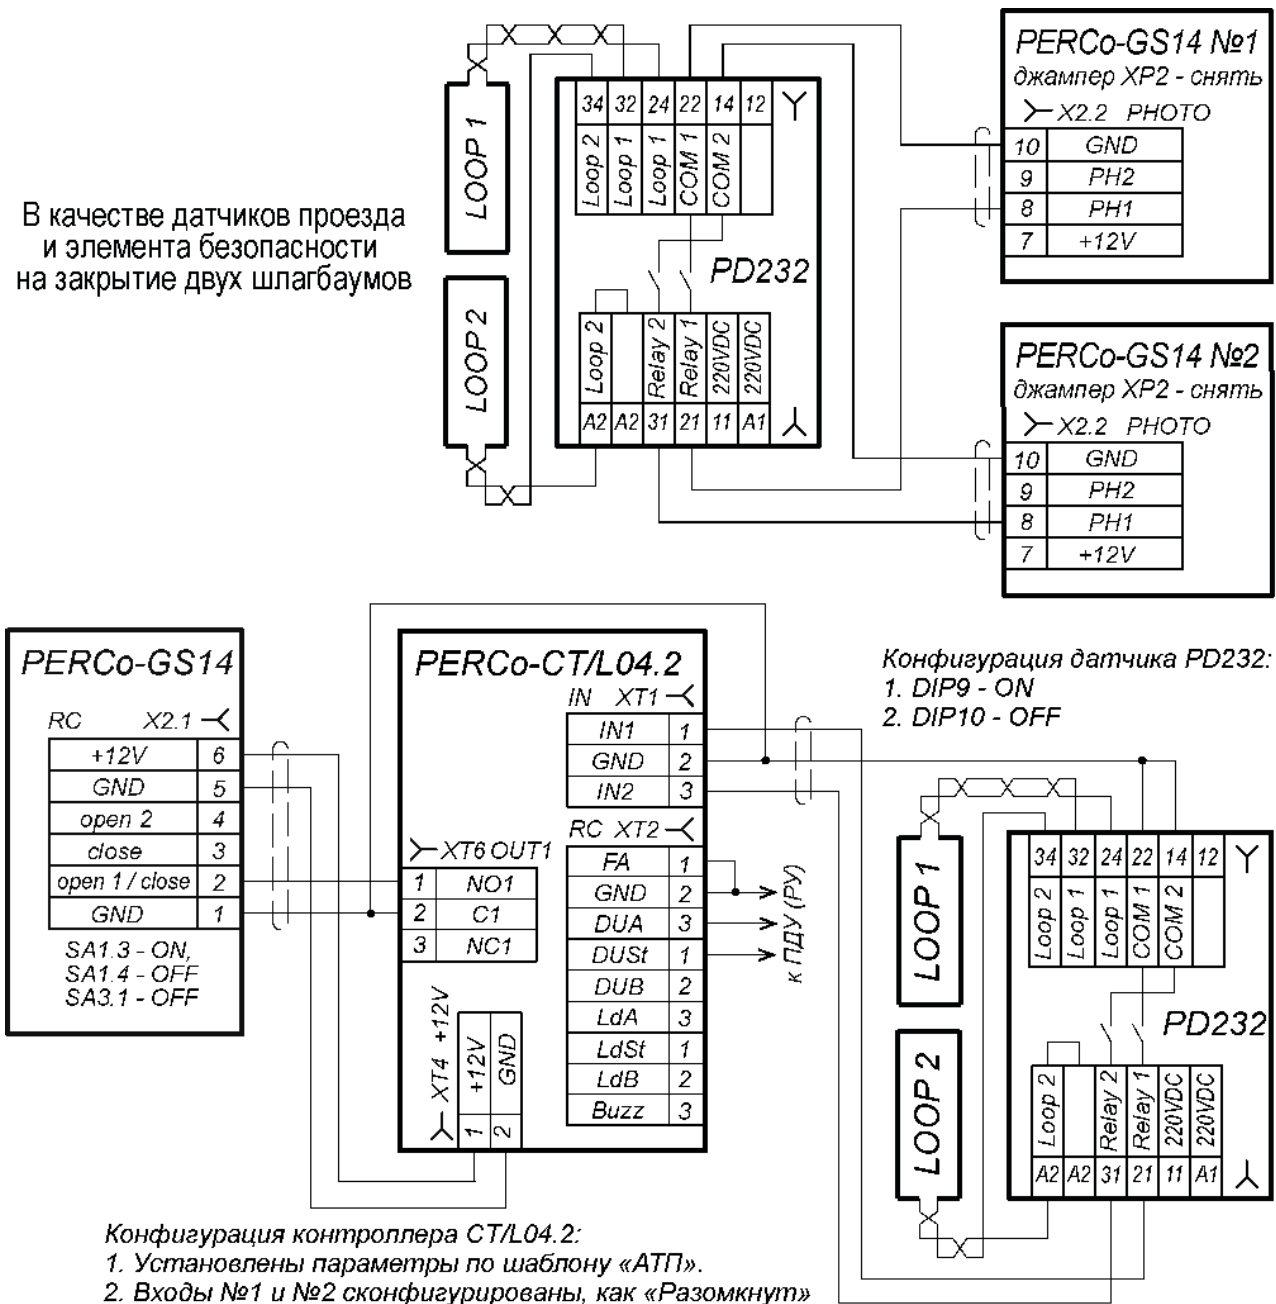 В качестве датчиков проезда
и элемента безопасности
на закрытие двух шлагбаумов
LOOP 1
LOOP 2
34 32 24 22 14 12
Loop 2 Loop 1 Loop 1 COM 1 COM 2
PD232
Loop 2 Relay 2 Relay 1 220VDC 220VDC
A2 A2 31 21 11 A1
PERCo-GS14 №1
джампер XP2 - снять
X2.2 PHOTO
10 GND
9 PH2
8 PH1
7 +12V
PERCo-GS14 №2
джампер XP2 - снять
X2.2 PHOTO
10 GND
9 PH2
8 PH1
7 +12V
PERCo-GS14
RC X2.1
+12V 6
GND 5
open 2 4
close 3
open 1 / close 2
GND 1
SA1.3 - ON,
SA1.4 - OFF
SA3.1 - OFF
PERCo-CT/L04.2
IN XT1
IN1 1
GND 2
IN2 3
RC XT2
FA 1
GND 2
DUA 3
DUSt 1
DUB 2
LdA 3
LdSt 1
LdB 2
Buzz 3
XT6 OUT1
1 NO1
2 C1
3 NC1
XT4 +12V
1 +12V
2 GND
к ПДУ (РУ)
Конфигурация датчика PD232:
1. DIP9 - ON
2. DIP10 - OFF
LOOP 1
LOOP 2
34 32 24 22 14 12
Loop 2 Loop 1 Loop 1 COM 1 COM 2
PD232
Loop 2 Relay 2 Relay 1 220VDC 220VDC
A2 A2 31 21 11 A1
Конфигурация контроллера CT/L04.2:
1. Установлены параметры по шаблону «АТП».
2. Входы №1 и №2 сконфигурированы, как «Разомкнут»